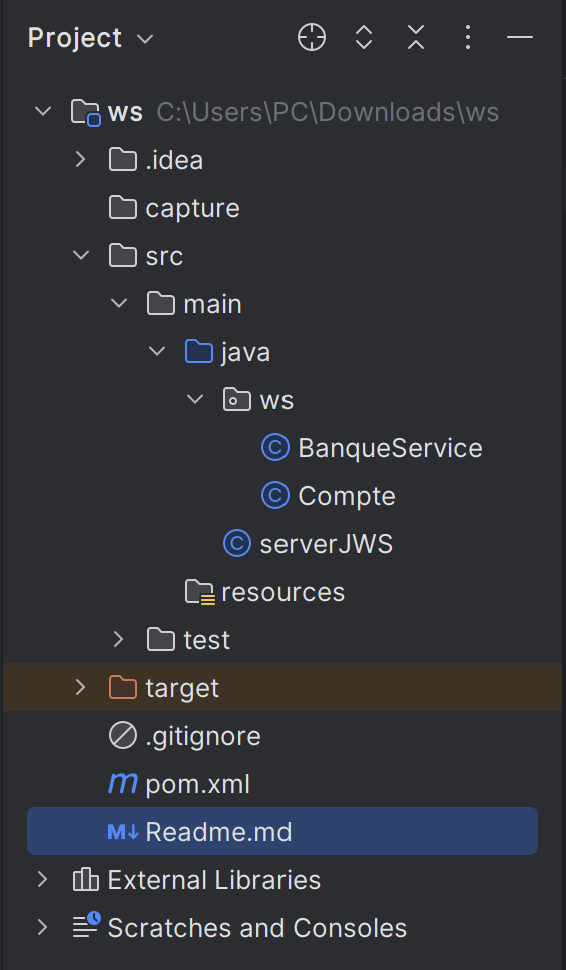 Project
ws C:\Users\PC\Downloads\ws
.idea
capture
src
main
java
ws
C BanqueService
C Compte
C serverJWS
resources
test
target
.gitignore
m pom.xml
M↓ Readme.md
External Libraries
Scratches and Consoles